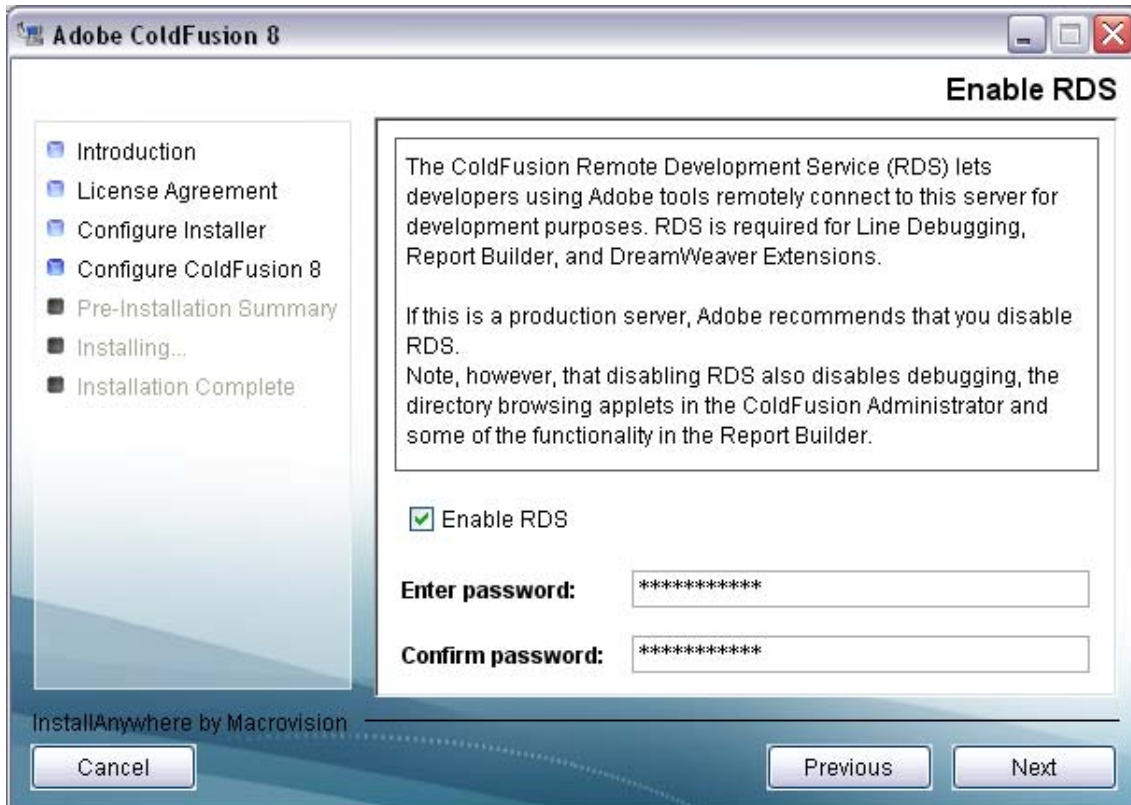 Adobe ColdFusion 8
Enable RDS
Introduction
License Agreement
Configure Installer
Configure ColdFusion 8
Pre-Installation Summary
Installing...
Installation Complete
The ColdFusion Remote Development Service (RDS) lets
developers using Adobe tools remotely connect to this server for
development purposes. RDS is required for Line Debugging,
Report Builder, and DreamWeaver Extensions.
If this is a production server, Adobe recommends that you disable
RDS.
Note, however, that disabling RDS also disables debugging, the
directory browsing applets in the ColdFusion Administrator and
some of the functionality in the Report Builder.
Enable RDS
Enter password: ***********
Confirm password: ***********
InstallAnywhere by Macrovision
Cancel
Previous
Next